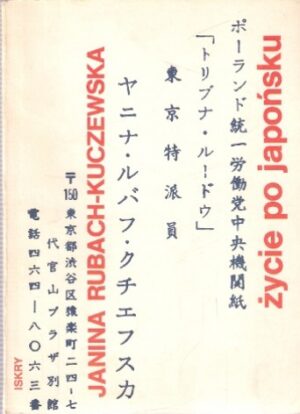 życie po japońsku
ポーランド統一労働党中央機関紙
「トリブナ・ルードウ」
東京特派員
ヤニナ・ルバフ・クチエフスカ
JANINA RUBACH-KUCZEWSKA
〒150 東京都渋谷区猿楽町二四-七
代官山プラザ別館
電話四六四-八〇六三番
ISKRY